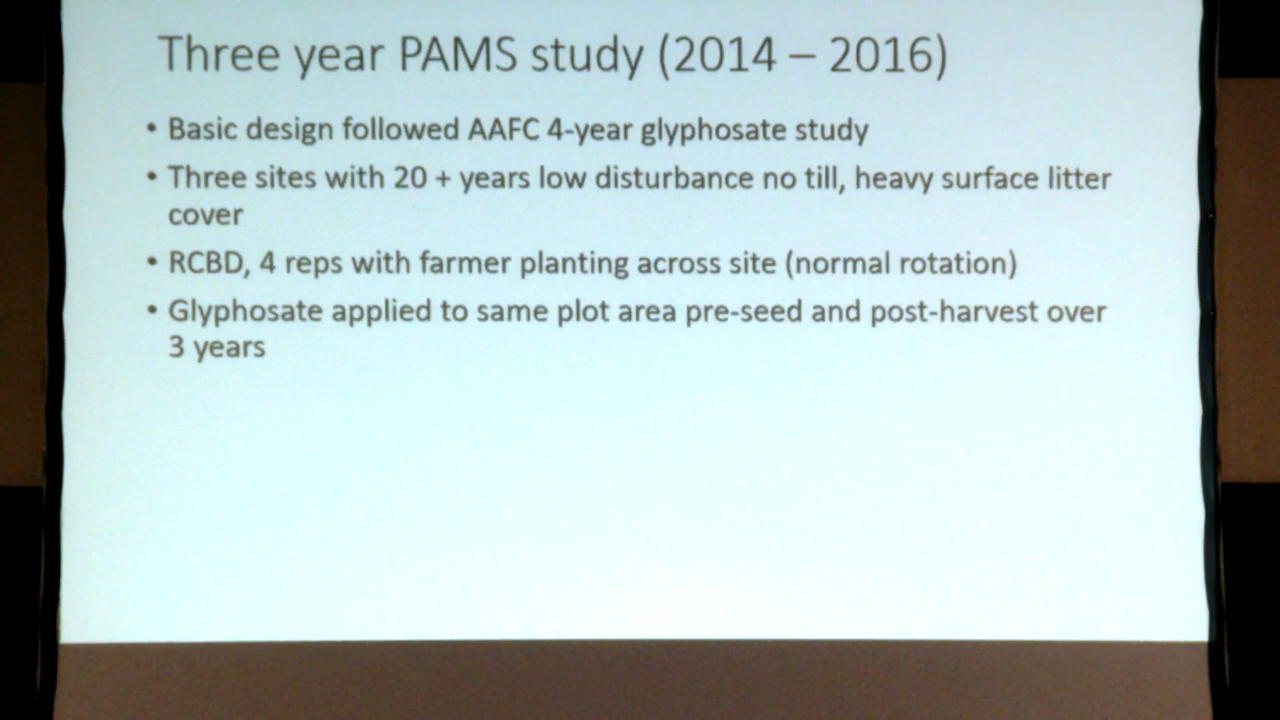 Three year PAMS study (2014 – 2016)
• Basic design followed AAFC 4-year glyphosate study
• Three sites with 20 + years low disturbance no till, heavy surface litter
cover
• RCBD, 4 reps with farmer planting across site (normal rotation)
• Glyphosate applied to same plot area pre-seed and post-harvest over
3 years